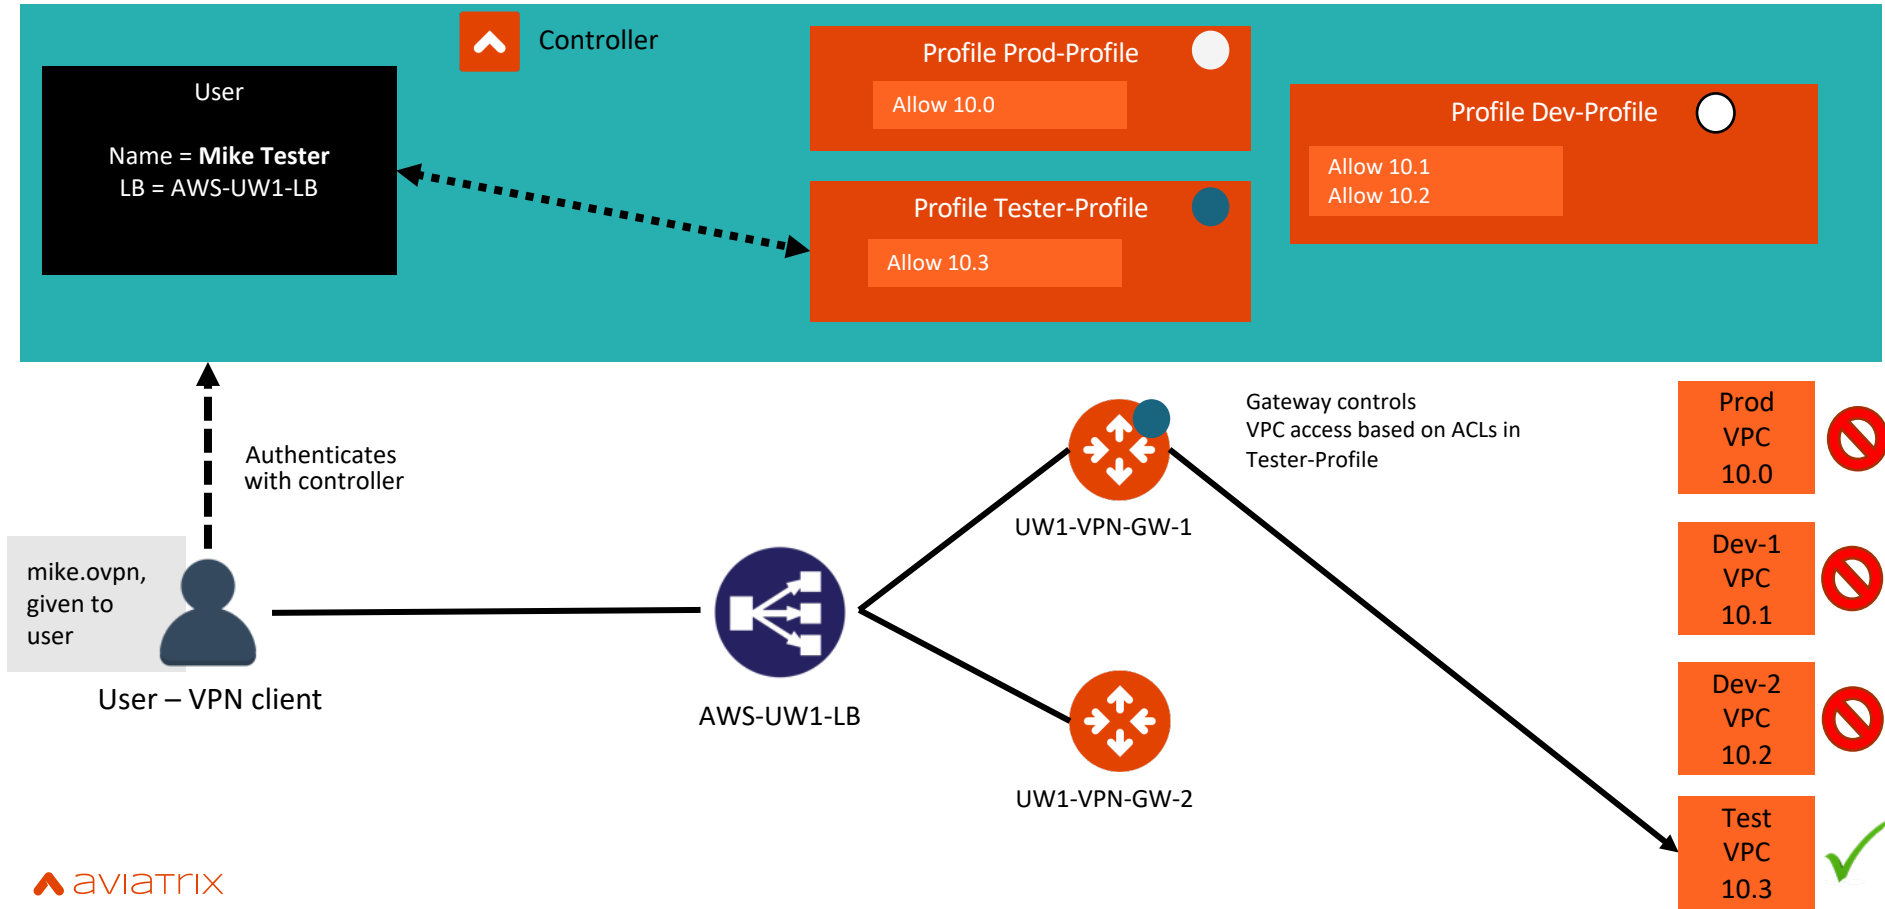 Controller
User
Name = Mike Tester
LB = AWS-UW1-LB
Profile Prod-Profile
Allow 10.0
Profile Tester-Profile
Allow 10.3
Profile Dev-Profile
Allow 10.1
Allow 10.2
Authenticates
with controller
mike.ovpn,
given to
user
User – VPN client
AWS-UW1-LB
UW1-VPN-GW-1
UW1-VPN-GW-2
Gateway controls
VPC access based on ACLs in
Tester-Profile
Prod
VPC
10.0
Dev-1
VPC
10.1
Dev-2
VPC
10.2
Test
VPC
10.3
aviatrix